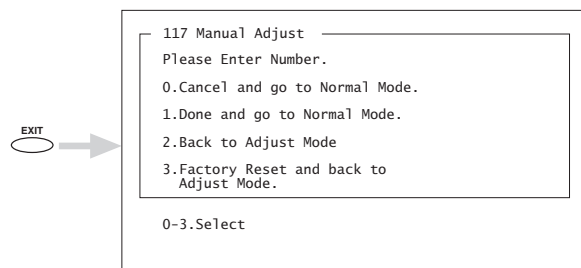 117 Manual Adjust
Please Enter Number.
0.Cancel and go to Normal Mode.
1.Done and go to Normal Mode.
EXIT
2.Back to Adjust Mode
3.Factory Reset and back to
Adjust Mode.
0-3.Select